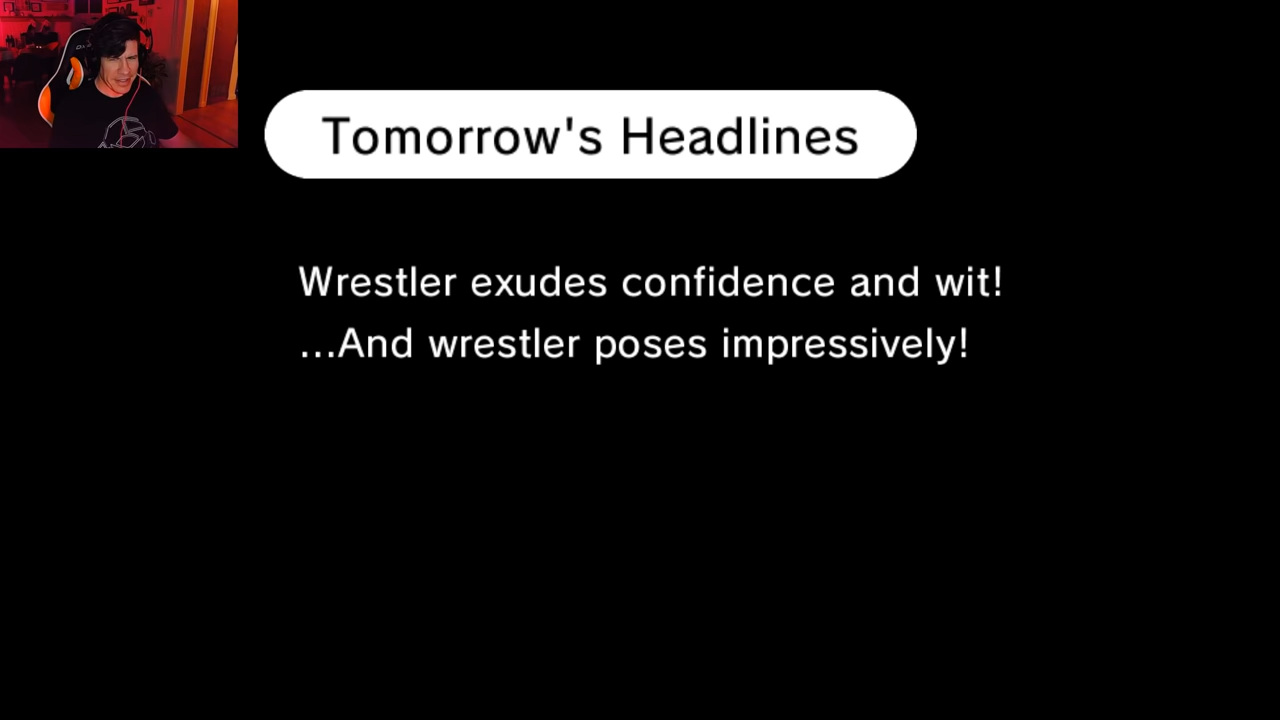 Tomorrow's Headlines
Wrestler exudes confidence and wit!
...And wrestler poses impressively!